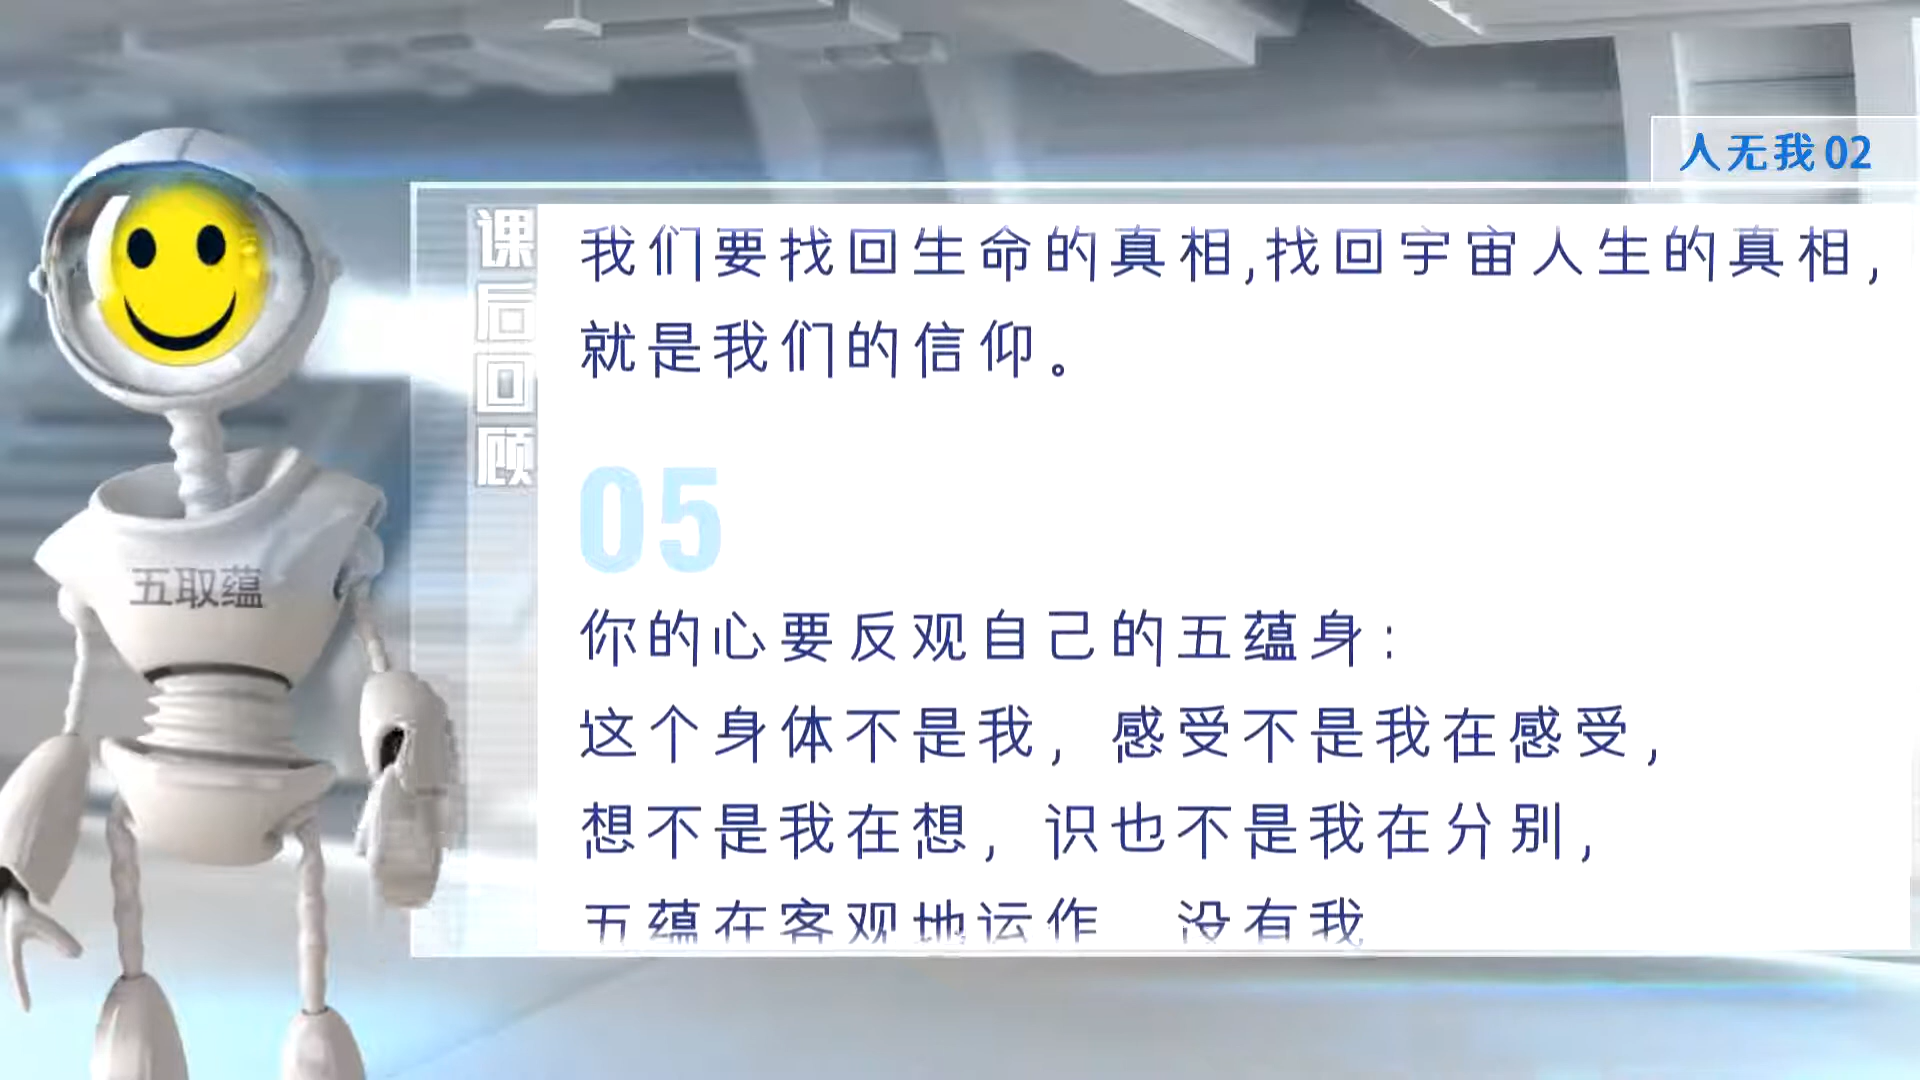 人无我02
课后回顾
我们要找回生命的真相,找回宇宙人生的真相,
就是我们的信仰。
05
你的心要反观自己的五蕴身:
这个身体不是我,感受不是我在感受,
想不是我在想,识也不是我在分别,
五蕴在客观地运作 没有我
五取蕴